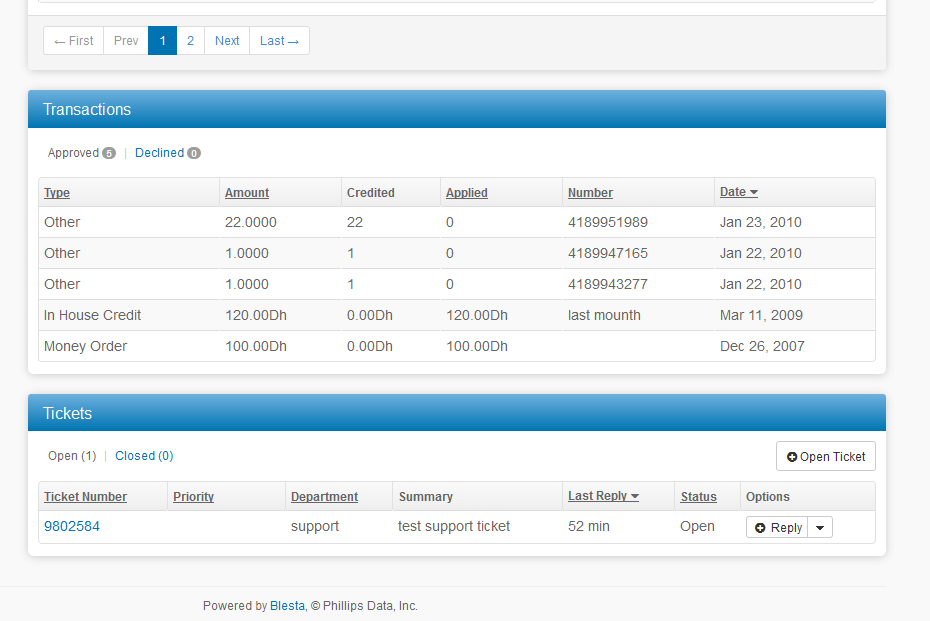 ← First Prev 1 2 Next Last →
Transactions
Approved 5 | Declined 0
Type Amount Credited Applied Number Date
Other 22.0000 22 0 4189951989 Jan 23, 2010
Other 1.0000 1 0 4189947165 Jan 22, 2010
Other 1.0000 1 0 4189943277 Jan 22, 2010
In House Credit 120.00Dh 0.00Dh 120.00Dh last mounth Mar 11, 2009
Money Order 100.00Dh 0.00Dh 100.00Dh Dec 26, 2007
Tickets
Open (1) | Closed (0) Open Ticket
Ticket Number Priority Department Summary Last Reply Status Options
9802584 support test support ticket 52 min Open Reply
Powered by Blesta, © Phillips Data, Inc.